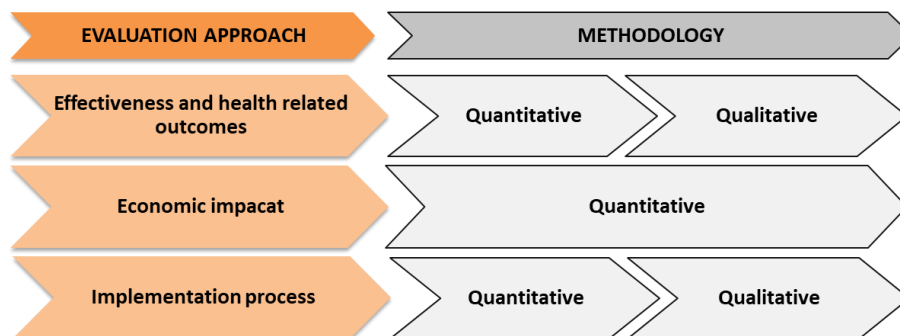 EVALUATION APPROACH
METHODOLOGY
Effectiveness and health related
outcomes
Quantitative
Qualitative
Economic impacat
Quantitative
Implementation process
Quantitative
Qualitative